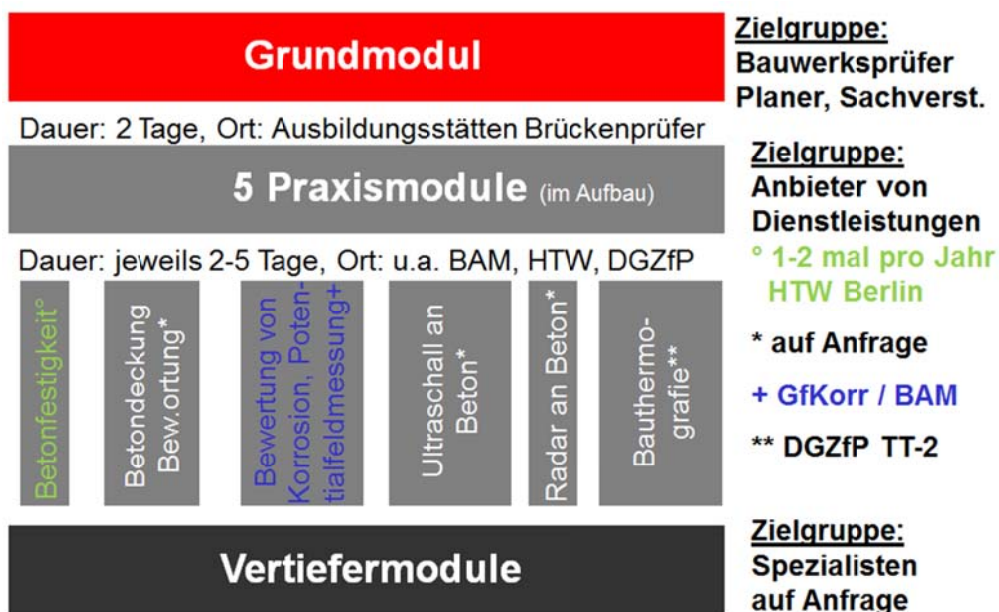 Grundmodul
Zielgruppe:
Bauwerksprüfer
Planer, Sachverst.
Dauer: 2 Tage, Ort: Ausbildungsstätten Brückenprüfer
5 Praxismodule (im Aufbau)
Zielgruppe:
Anbieter von
Dienstleistungen
° 1-2 mal pro Jahr
HTW Berlin
* auf Anfrage
+ GfKorr / BAM
** DGZfP TT-2
Dauer: jeweils 2-5 Tage, Ort: u.a. BAM, HTW, DGZfP
Betonfestigkeit°
Betondeckung
Bew.ortung*
Bewertung von
Korrosion, Poten-
tialfeldmessung+
Ultraschall an
Beton*
Radar an Beton*
Bauthermo-
grafie**
Vertiefermodule
Zielgruppe:
Spezialisten
auf Anfrage